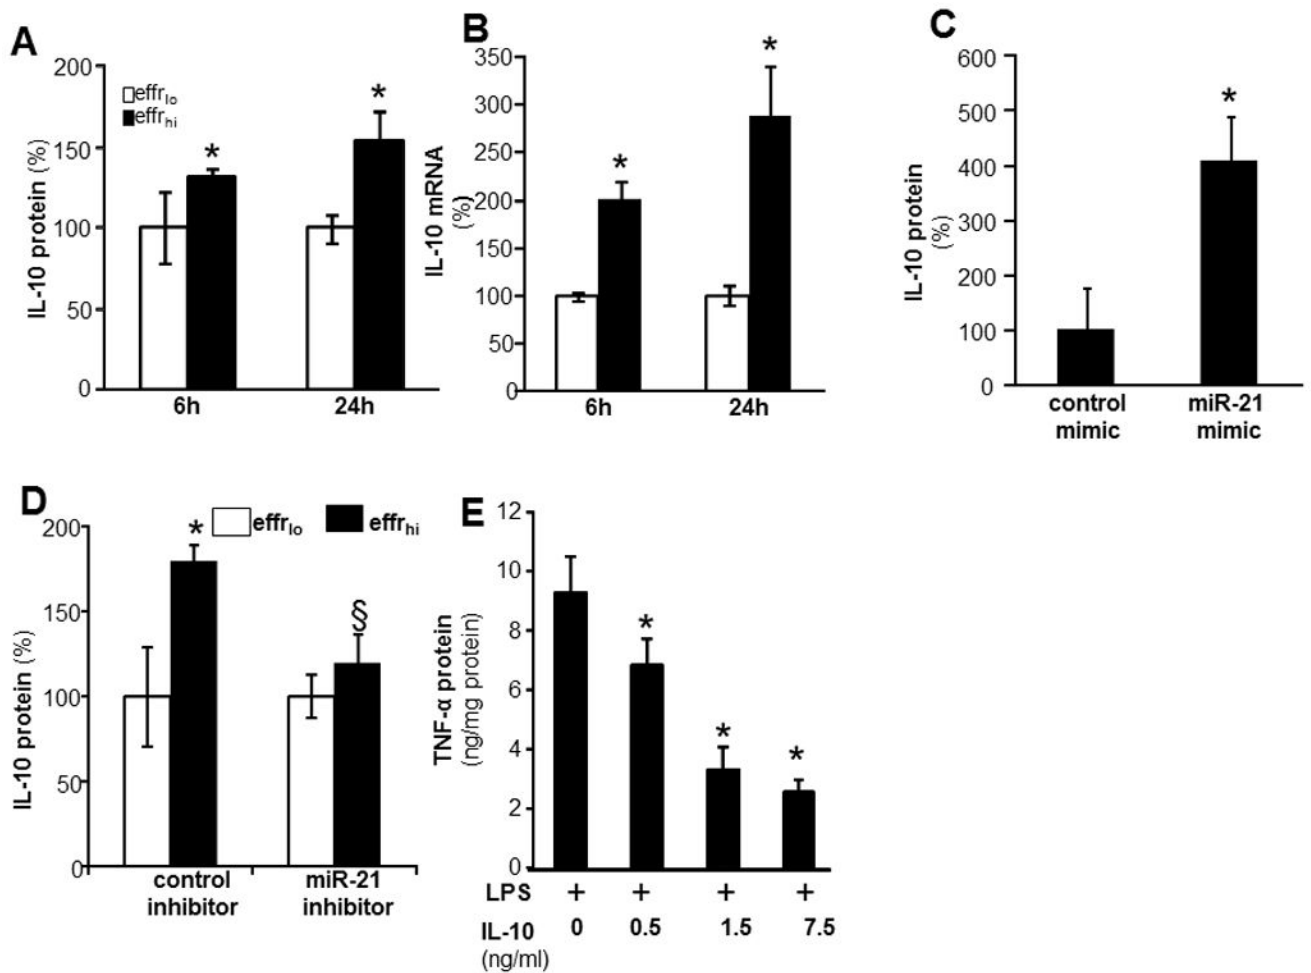 A
200
150
100
50
0
IL-10 protein (%)
effrlo
effrhi
*
*
6h
24h
B
350
300
250
200
150
100
50
0
IL-10 mRNA
(%)
*
*
6h
24h
C
600
500
400
300
200
100
0
IL-10 protein
(%)
*
control
mimic
miR-21
mimic
D
200
150
100
50
0
IL-10 protein (%)
effrlo
effrhi
*
§
control
inhibitor
miR-21
inhibitor
E
12
10
8
6
4
2
0
TNF-α protein
(ng/mg protein)
*
*
*
LPS + + + +
IL-10 0 0.5 1.5 7.5
(ng/ml)